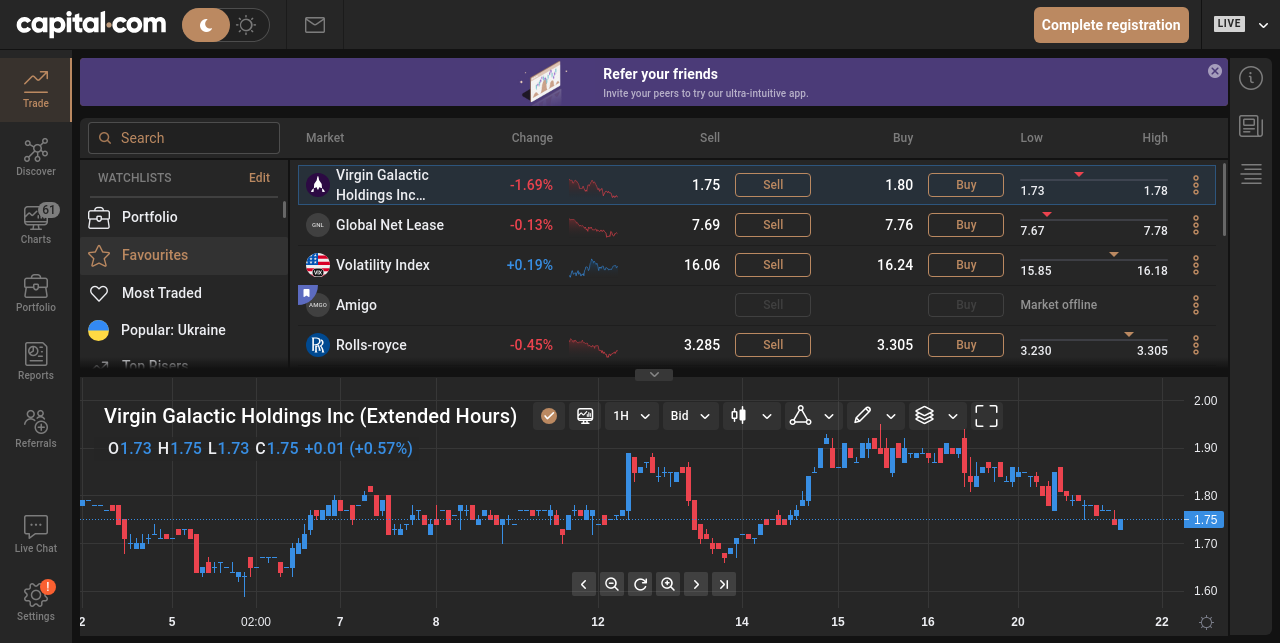 capital.com
Complete registration
LIVE
Refer your friends
Invite your peers to try our ultra-intuitive app.
Trade
Discover
61
Charts
Portfolio
Reports
Referrals
Live Chat
!
Settings
Search
WATCHLISTS Edit
Portfolio
Favourites
Most Traded
Popular: Ukraine
Top Risers
Market Change Sell Buy Low High
Virgin Galactic
Holdings Inc… -1.69% 1.75 Sell 1.80 Buy 1.73 1.78
GNL Global Net Lease -0.13% 7.69 Sell 7.76 Buy 7.67 7.78
VIX Volatility Index +0.19% 16.06 Sell 16.24 Buy 15.85 16.18
AMGO Amigo Sell Buy Market offline
Rolls-royce -0.45% 3.285 Sell 3.305 Buy 3.230 3.305
Virgin Galactic Holdings Inc (Extended Hours) 1H Bid
O1.73 H1.75 L1.73 C1.75 +0.01 (+0.57%)
2.00
1.90
1.80
1.75
1.70
1.60
2 5 02:00 7 8 12 14 15 16 20 22